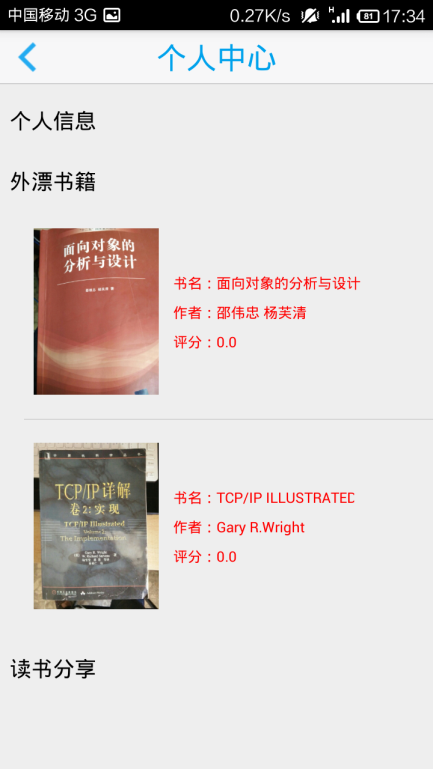 中国移动 3G 0.27K/s H 81 17:34
个人中心
个人信息
外漂书籍
面向对象的
分析与设计
书名：面向对象的分析与设计
作者：邵伟忠 杨芙清
评分：0.0
TCP/IP 详解
卷2：实现
TCP/IP Illustrated
The Implementation
书名：TCP/IP ILLUSTRATED
作者：Gary R.Wright
评分：0.0
读书分享